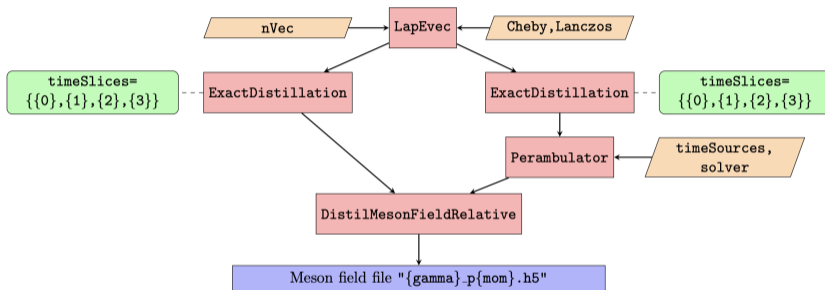 nVec
LapEvec
Cheby,Lanczos
timeSlices=
{{0},{1},{2},{3}}
ExactDistillation
ExactDistillation
timeSlices=
{{0},{1},{2},{3}}
Perambulator
timeSources,
solver
DistilMesonFieldRelative
Meson field file "{gamma}_p{mom}.h5"